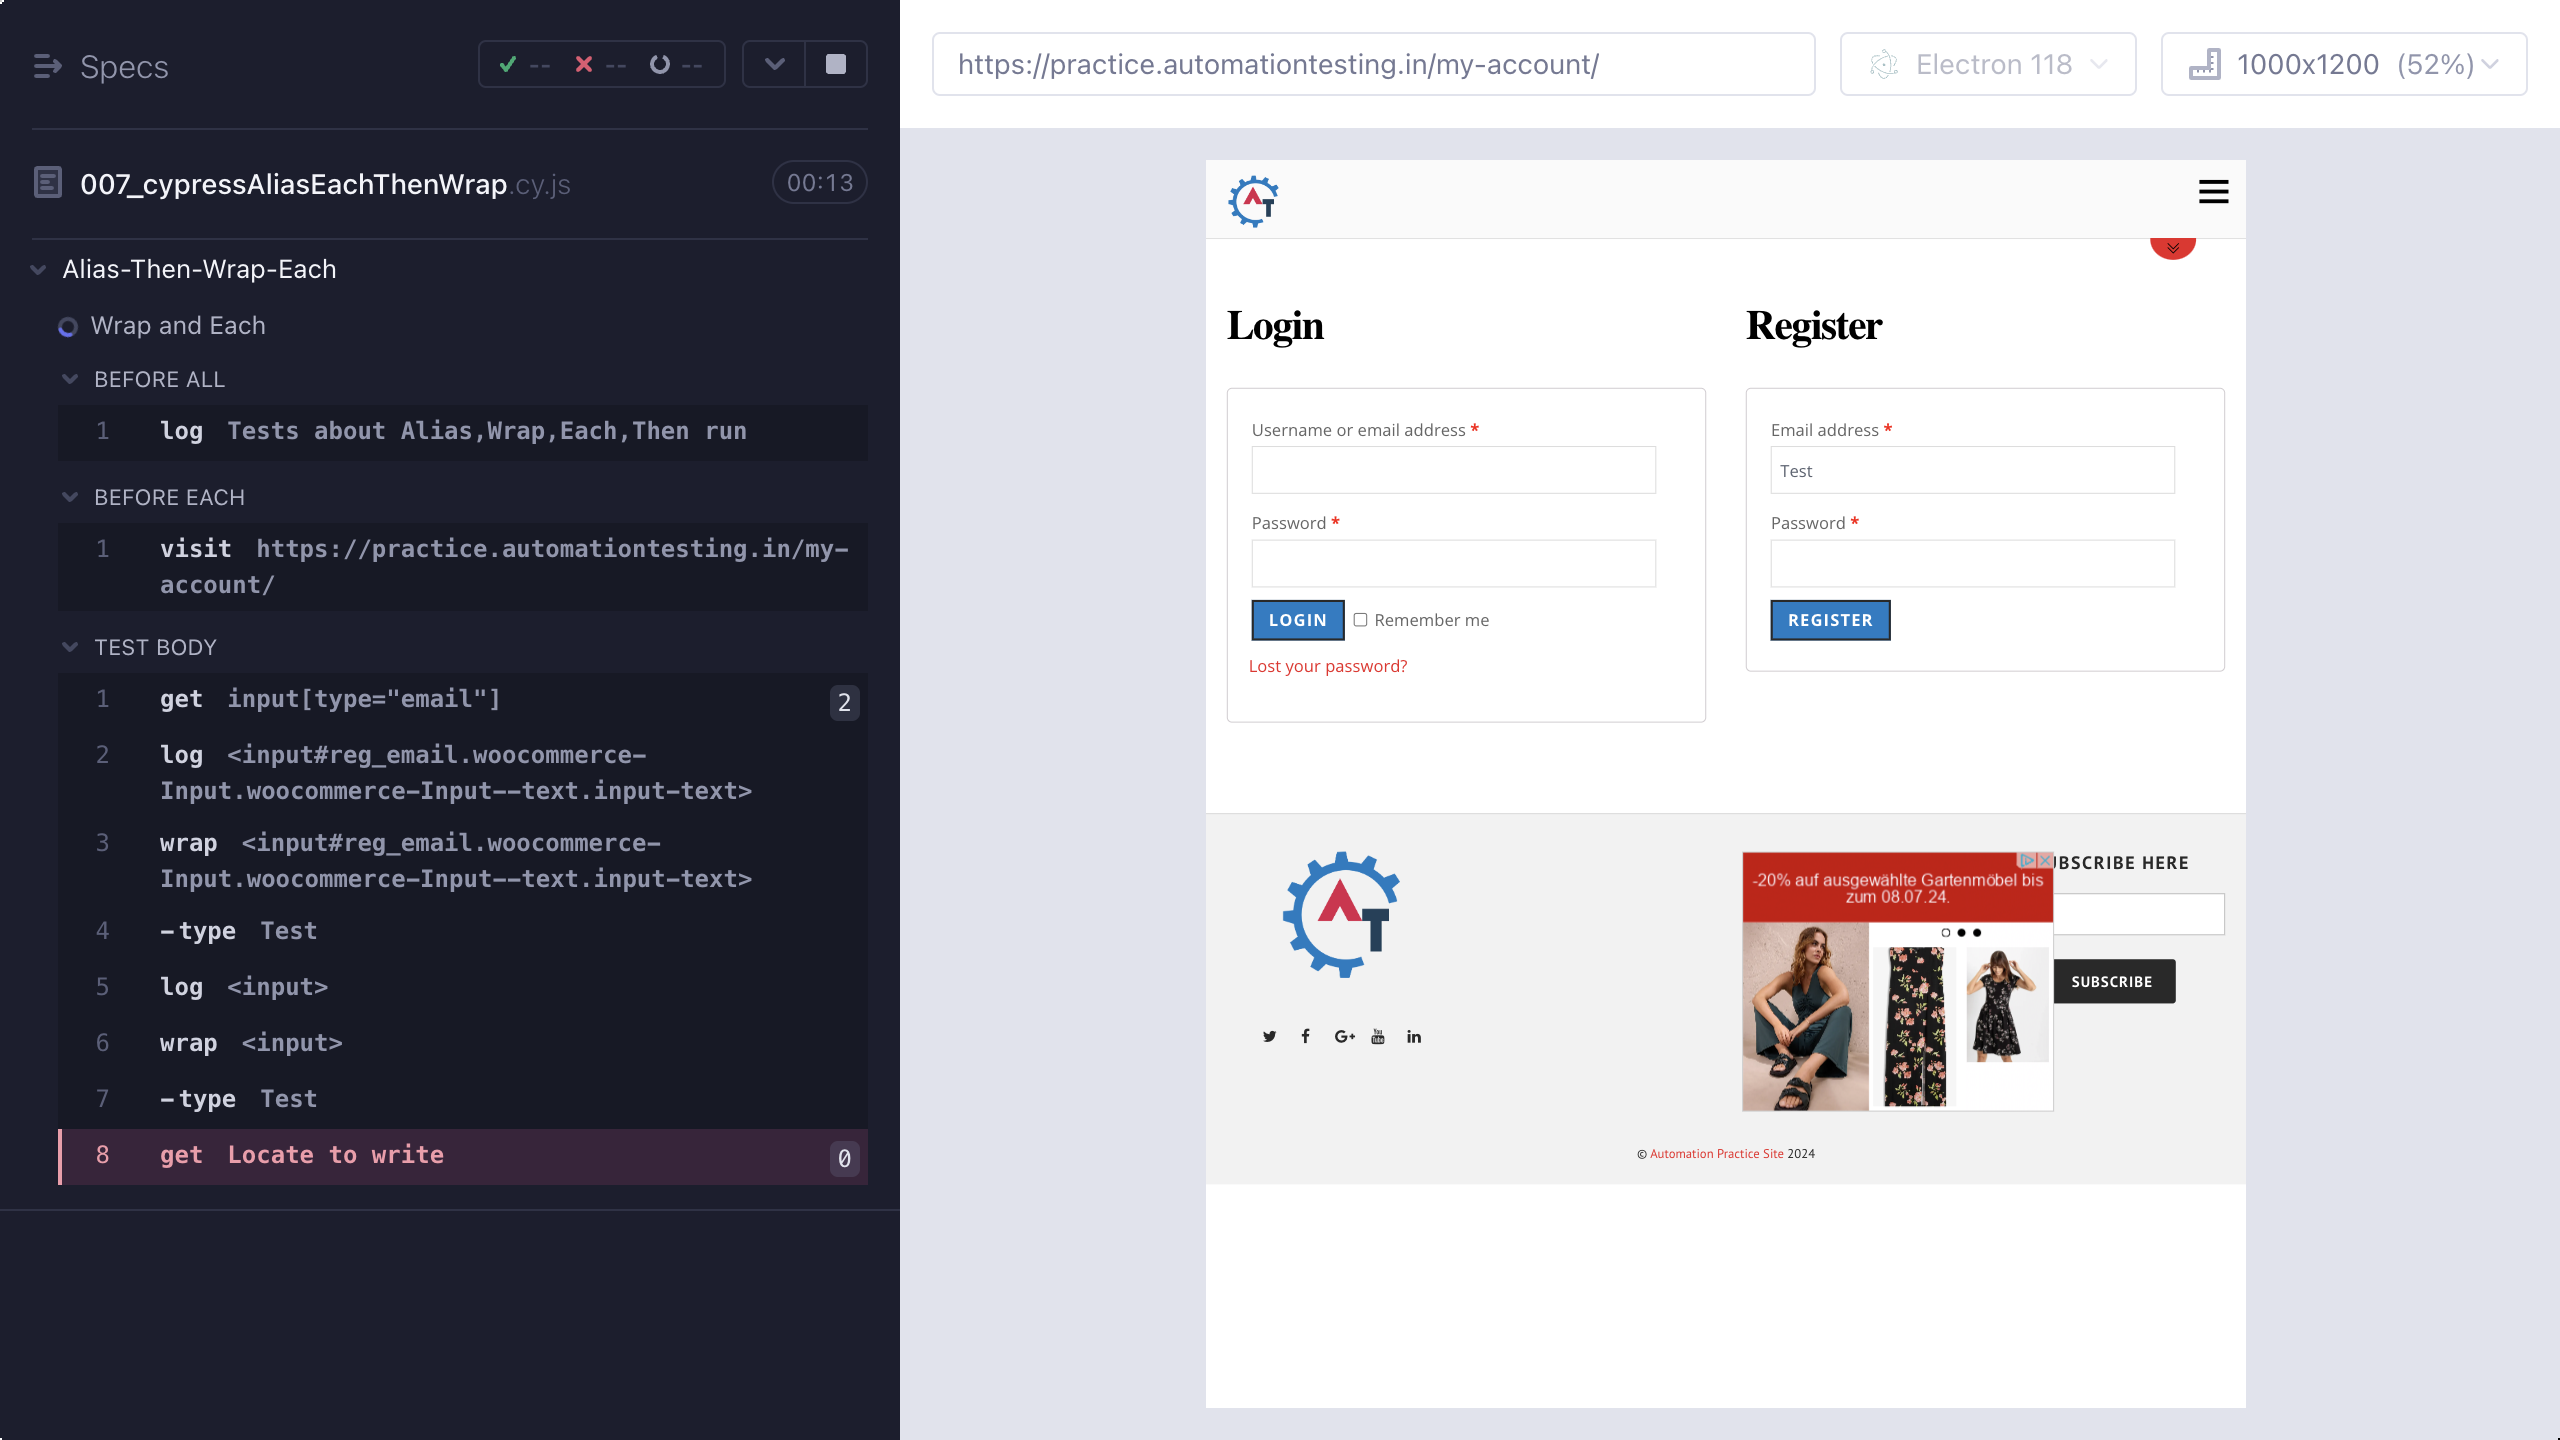 Specs
-- -- --
007_cypressAliasEachThenWrap.cy.js 00:13
Alias-Then-Wrap-Each
Wrap and Each
BEFORE ALL
1 log Tests about Alias,Wrap,Each,Then run
BEFORE EACH
1 visit https://practice.automationtesting.in/my-
account/
TEST BODY
1 get input[type="email"] 2
2 log <input#reg_email.woocommerce-
Input.woocommerce-Input--text.input-text>
3 wrap <input#reg_email.woocommerce-
Input.woocommerce-Input--text.input-text>
4 -type Test
5 log <input>
6 wrap <input>
7 -type Test
8 get Locate to write 0
https://practice.automationtesting.in/my-account/
Electron 118
1000x1200 (52%)
AT
Login
Username or email address *
Password *
LOGIN Remember me
Lost your password?
Register
Email address *
Test
Password *
REGISTER
AT
G+ You Tube in
-20% auf ausgewählte Gartenmöbel bis
zum 08.07.24.
UBSCRIBE HERE
SUBSCRIBE
© Automation Practice Site 2024